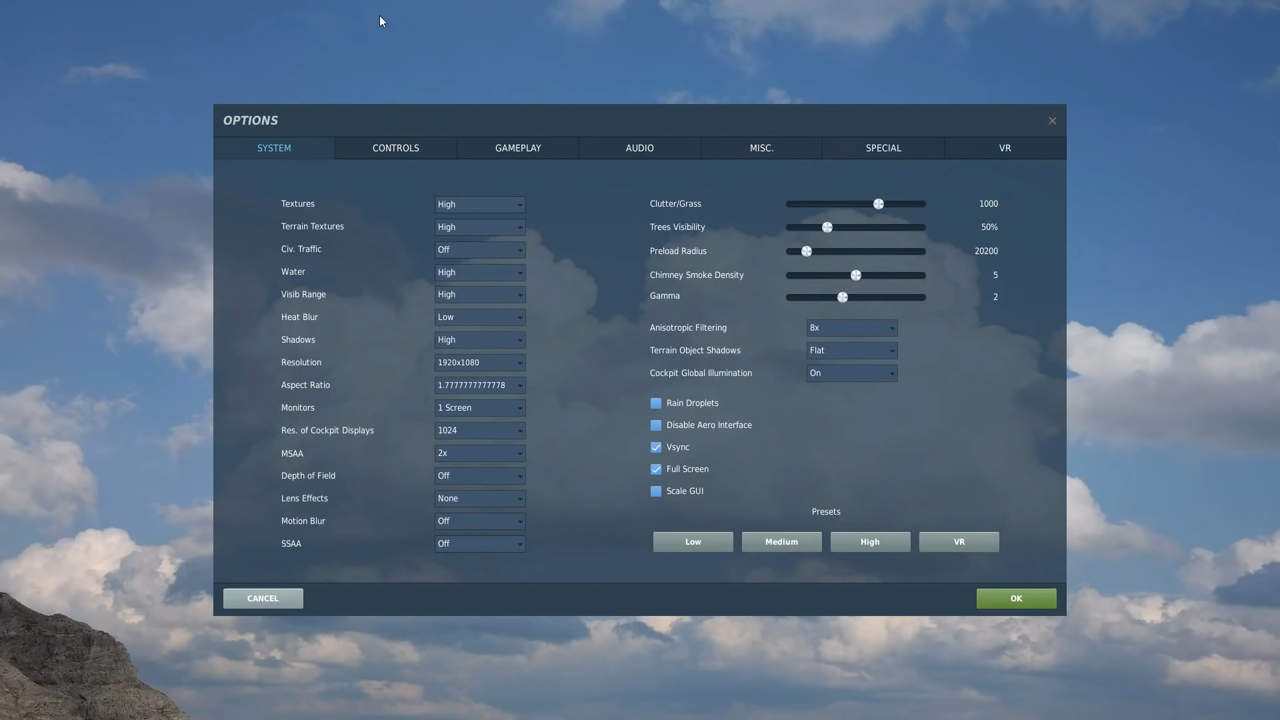 OPTIONS
SYSTEM CONTROLS GAMEPLAY AUDIO MISC. SPECIAL VR
Textures High
Terrain Textures High
Civ. Traffic Off
Water High
Visib Range High
Heat Blur Low
Shadows High
Resolution 1920x1080
Aspect Ratio 1.7777777777778
Monitors 1 Screen
Res. of Cockpit Displays 1024
MSAA 2x
Depth of Field Off
Lens Effects None
Motion Blur Off
SSAA Off
Clutter/Grass 1000
Trees Visibility 50%
Preload Radius 20200
Chimney Smoke Density 5
Gamma 2
Anisotropic Filtering 8x
Terrain Object Shadows Flat
Cockpit Global Illumination On
Rain Droplets
Disable Aero Interface
Vsync
Full Screen
Scale GUI
Presets
Low Medium High VR
CANCEL OK